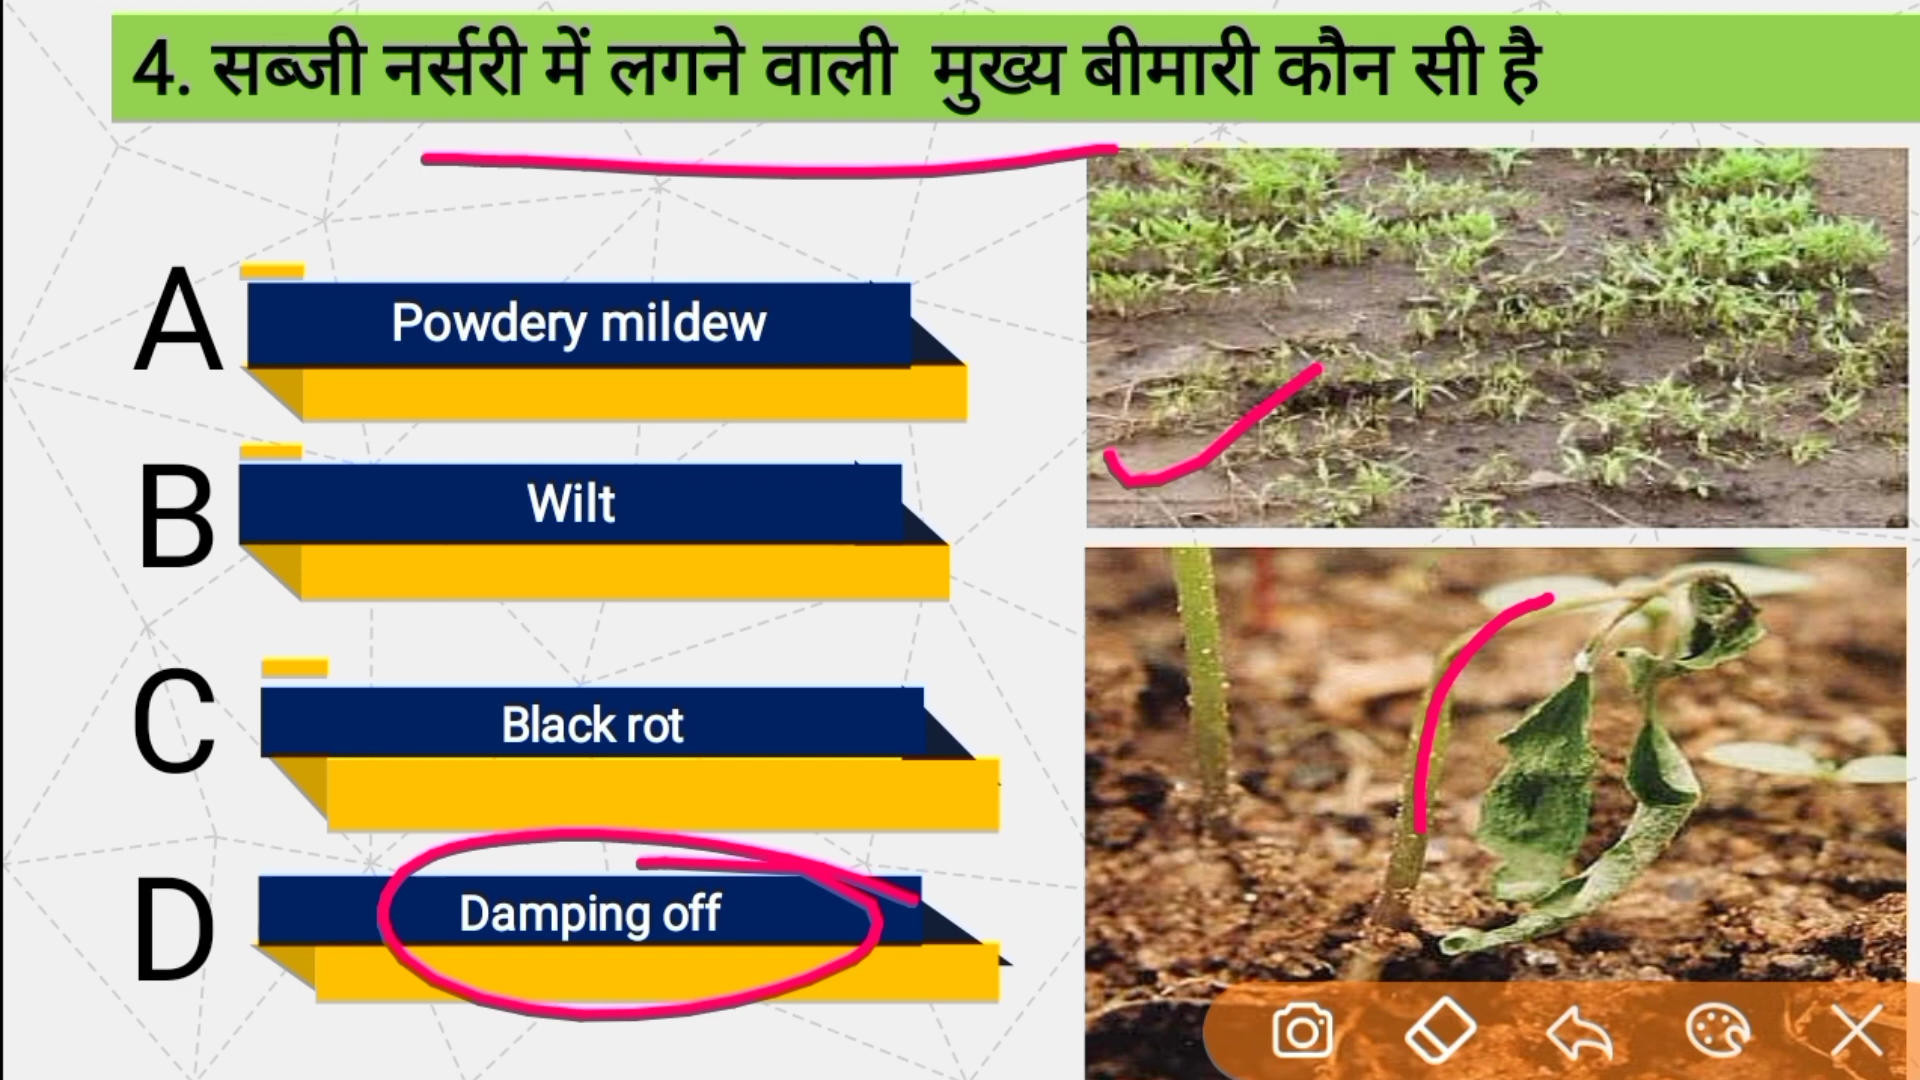 4. सब्जी नर्सरी में लगने वाली मुख्य बीमारी कौन सी है
A
Powdery mildew
B
Wilt
C
Black rot
D
Damping off